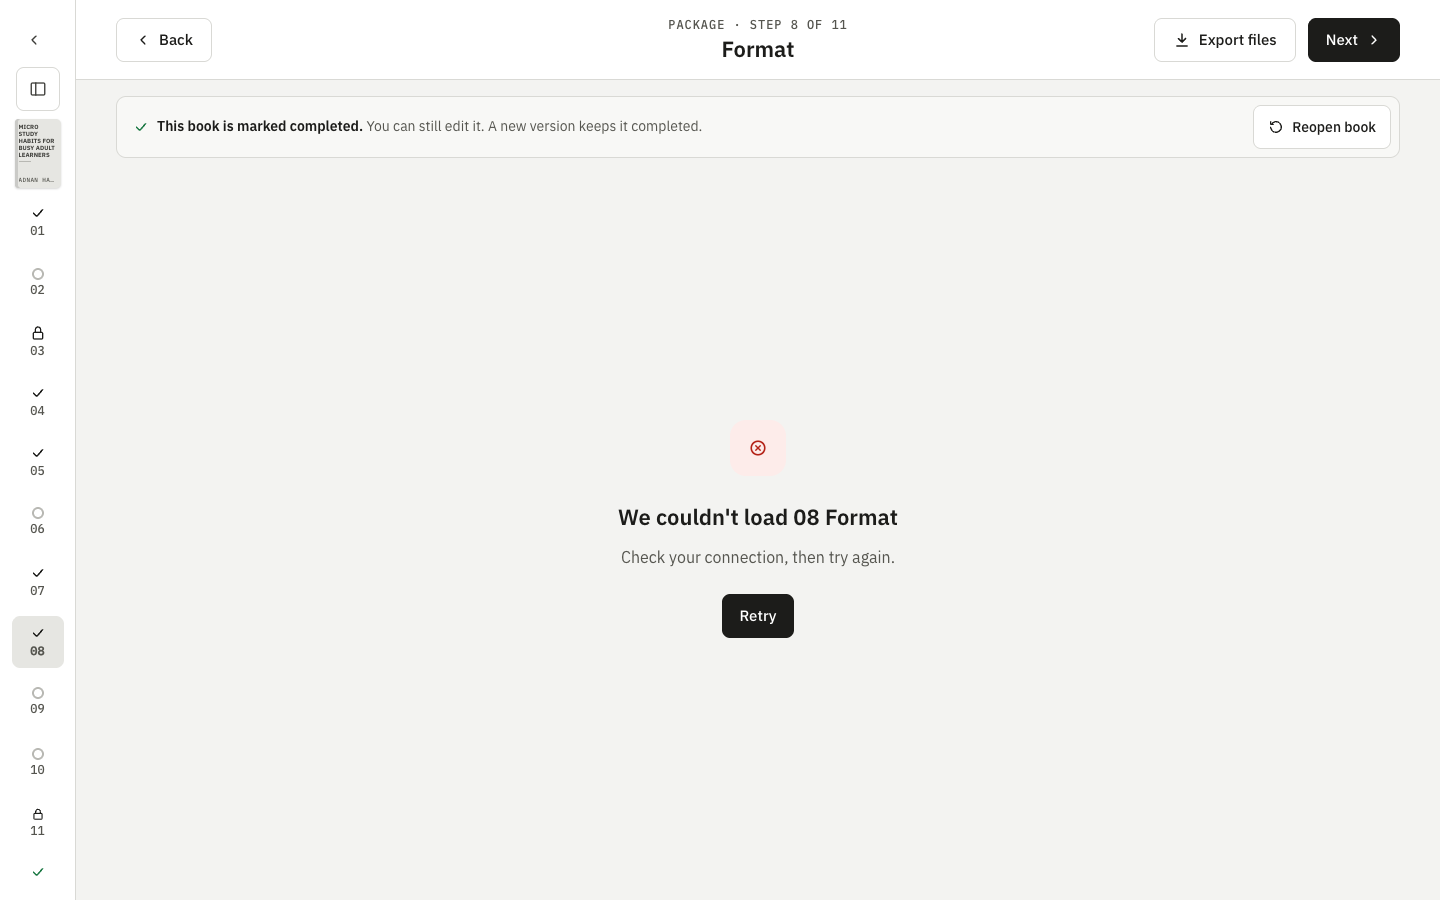 Back
PACKAGE · STEP 8 OF 11
Format
Export files
Next
This book is marked completed. You can still edit it. A new version keeps it completed.
Reopen book
MICRO
STUDY
HABITS FOR
BUSY ADULT
LEARNERS
ADNAN HA…
01
02
03
04
05
06
07
08
09
10
11
We couldn't load 08 Format
Check your connection, then try again.
Retry